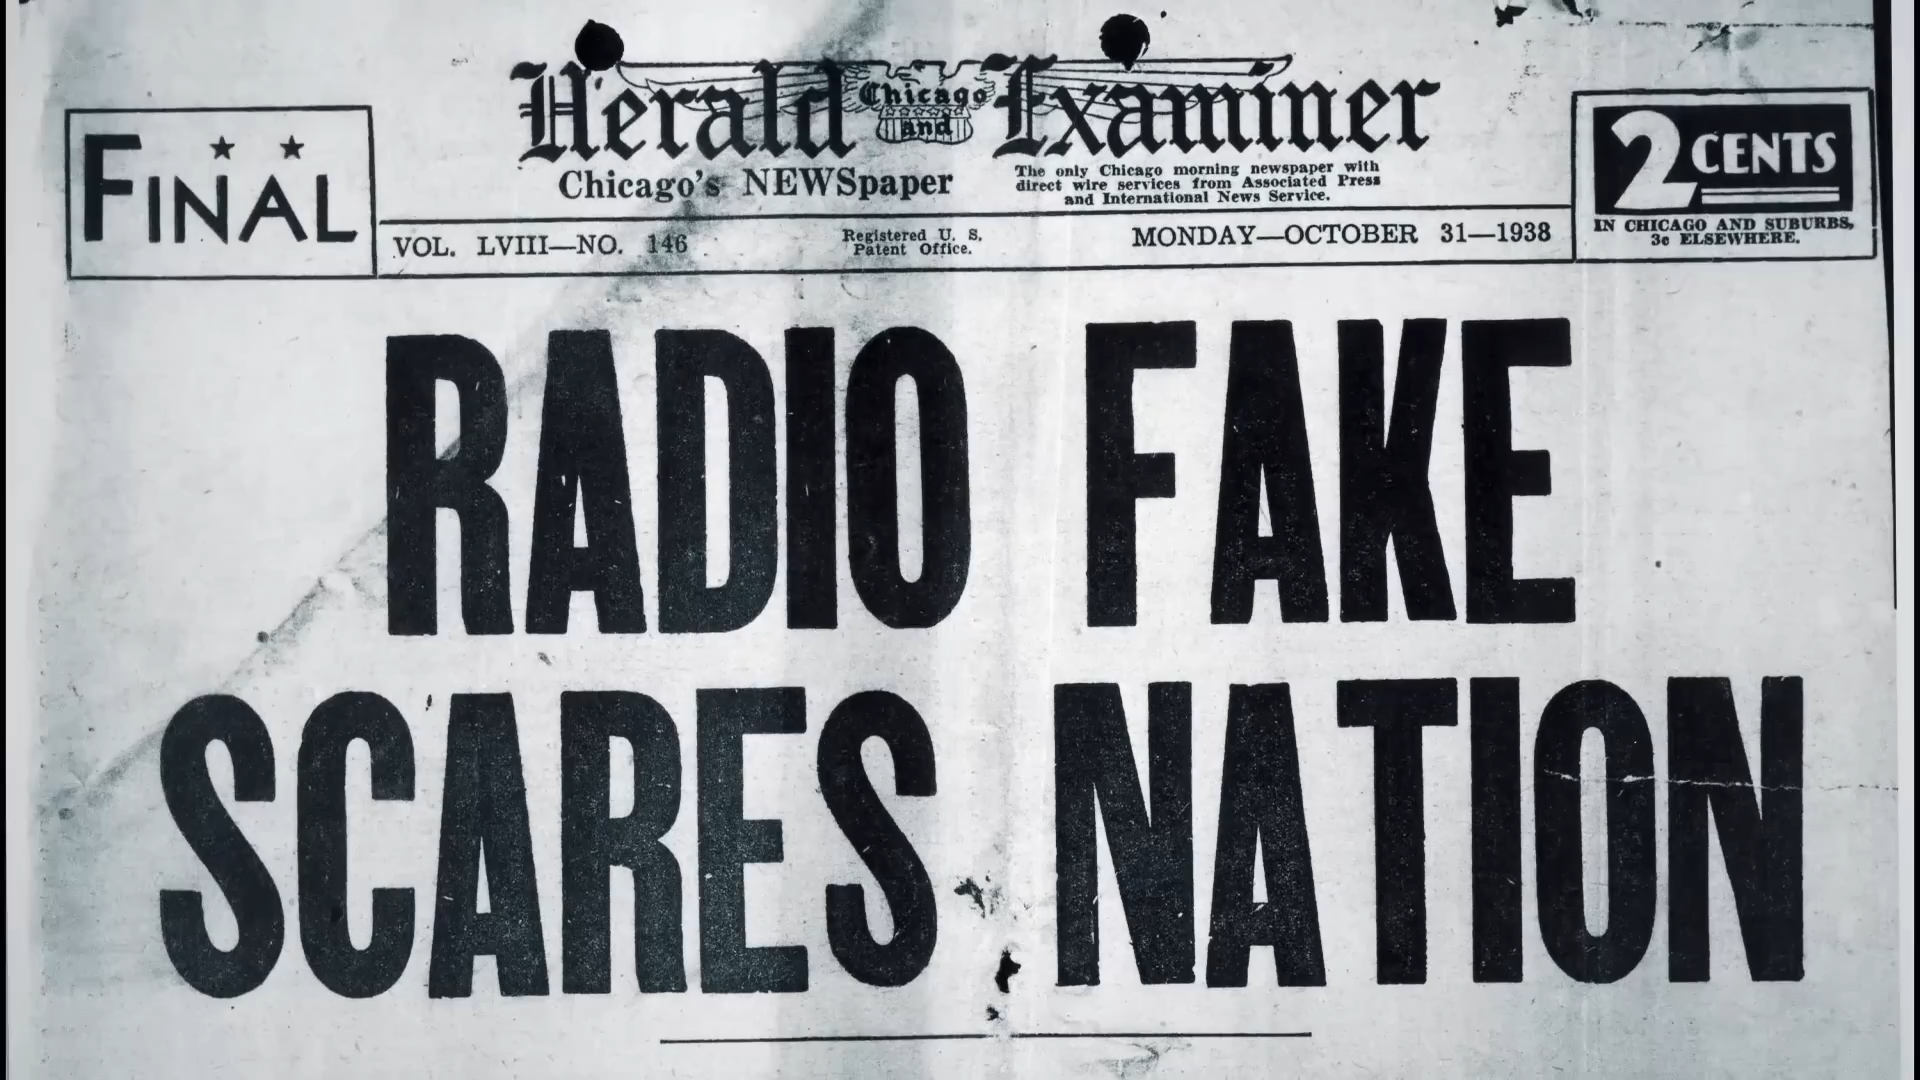 Herald Chicago and Examiner
FINAL
Chicago's NEWSpaper
The only Chicago morning newspaper with
direct wire services from Associated Press
and International News Service.
2 CENTS
IN CHICAGO AND SUBURBS,
3c ELSEWHERE.
VOL. LVIII—NO. 146
Registered U. S.
Patent Office.
MONDAY—OCTOBER 31—1938
RADIO FAKE
SCARES NATION